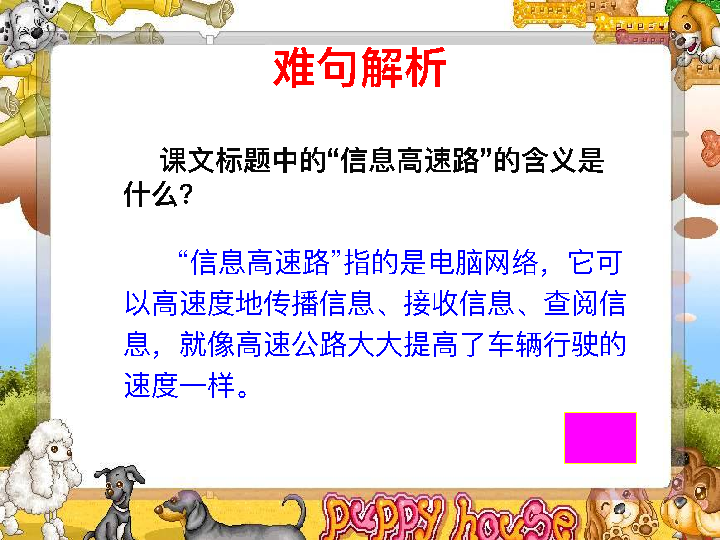 难句解析
课文标题中的“信息高速路”的含义是
什么？
“信息高速路”指的是电脑网络，它可
以高速度地传播信息、接收信息、查阅信
息，就像高速公路大大提高了车辆行驶的
速度一样。
puppy house